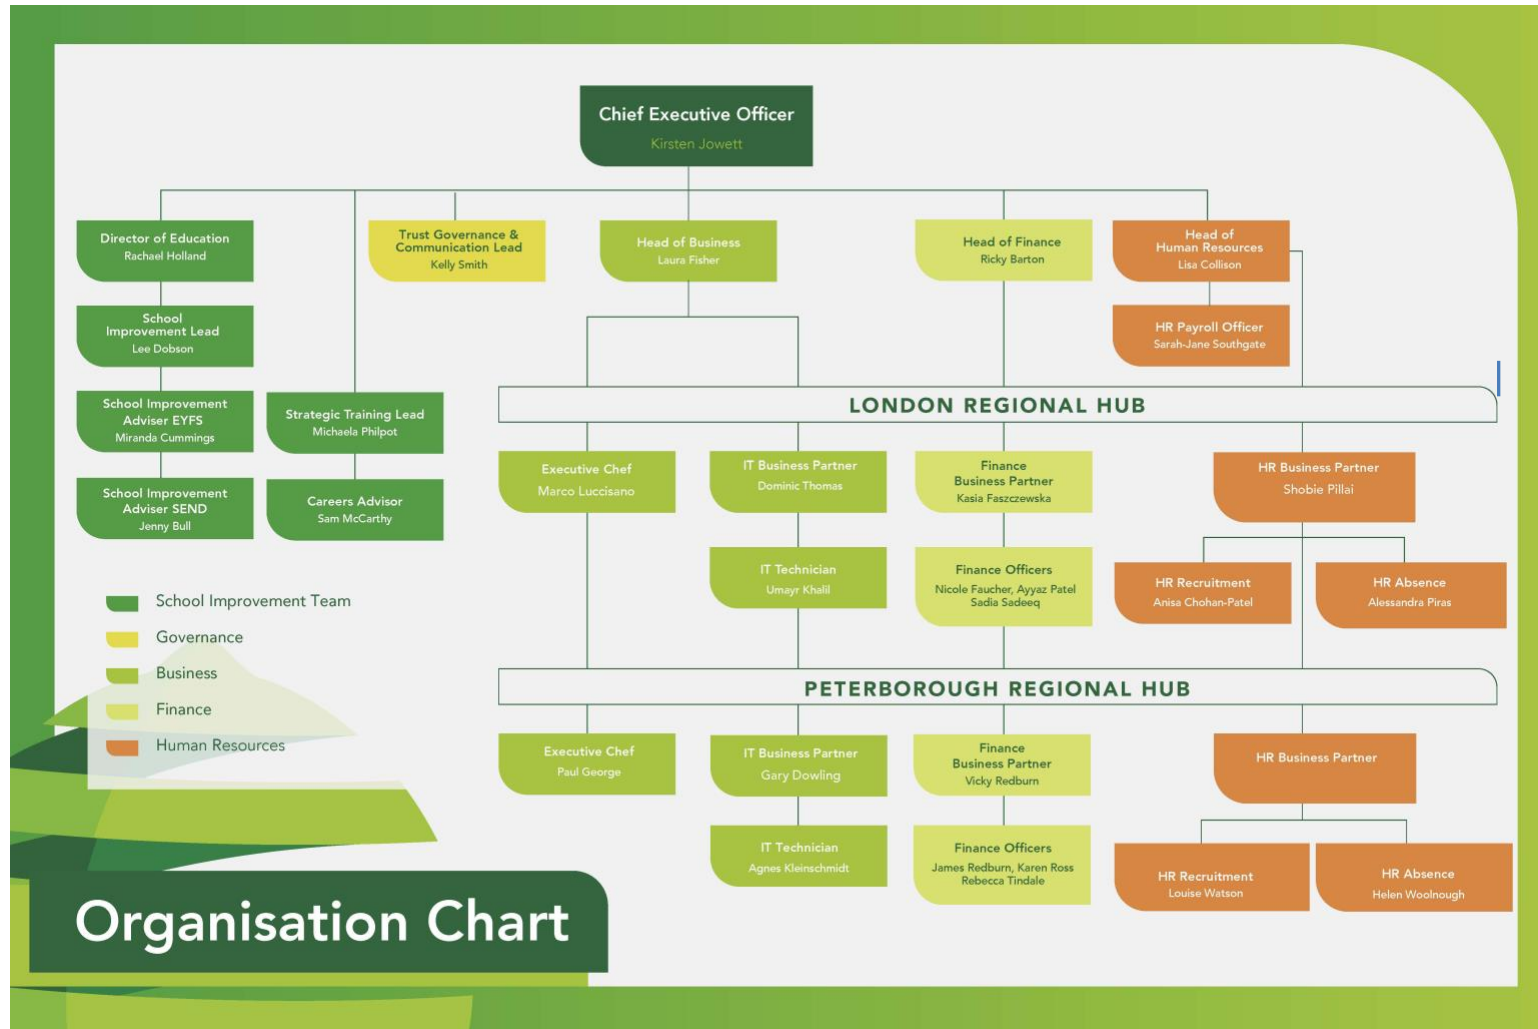 Chief Executive Officer
Kirsten Jowett
Director of Education
Rachael Holland
Trust Governance &
Communication Lead
Kelly Smith
Head of Business
Laura Fisher
Head of Finance
Ricky Barton
Head of
Human Resources
Lisa Collison
School
Improvement Lead
Lee Dobson
HR Payroll Officer
Sarah-Jane Southgate
School Improvement
Adviser EYFS
Miranda Cummings
Strategic Training Lead
Michaela Philpot
School Improvement
Adviser SEND
Jenny Bull
Careers Advisor
Sam McCarthy
LONDON REGIONAL HUB
Executive Chef
Marco Luccisano
IT Business Partner
Dominic Thomas
Finance
Business Partner
Kasia Faszczewska
HR Business Partner
Shobie Pillai
IT Technician
Umayr Khalil
Finance Officers
Nicole Faucher, Ayyaz Patel
Sadia Sadeeq
HR Recruitment
Anisa Chohan-Patel
HR Absence
Alessandra Piras
School Improvement Team
Governance
Business
Finance
Human Resources
PETERBOROUGH REGIONAL HUB
Executive Chef
Paul George
IT Business Partner
Gary Dowling
Finance
Business Partner
Vicky Redburn
HR Business Partner
IT Technician
Agnes Kleinschmidt
Finance Officers
James Redburn, Karen Ross
Rebecca Tindale
HR Recruitment
Louise Watson
HR Absence
Helen Woolnough
Organisation Chart